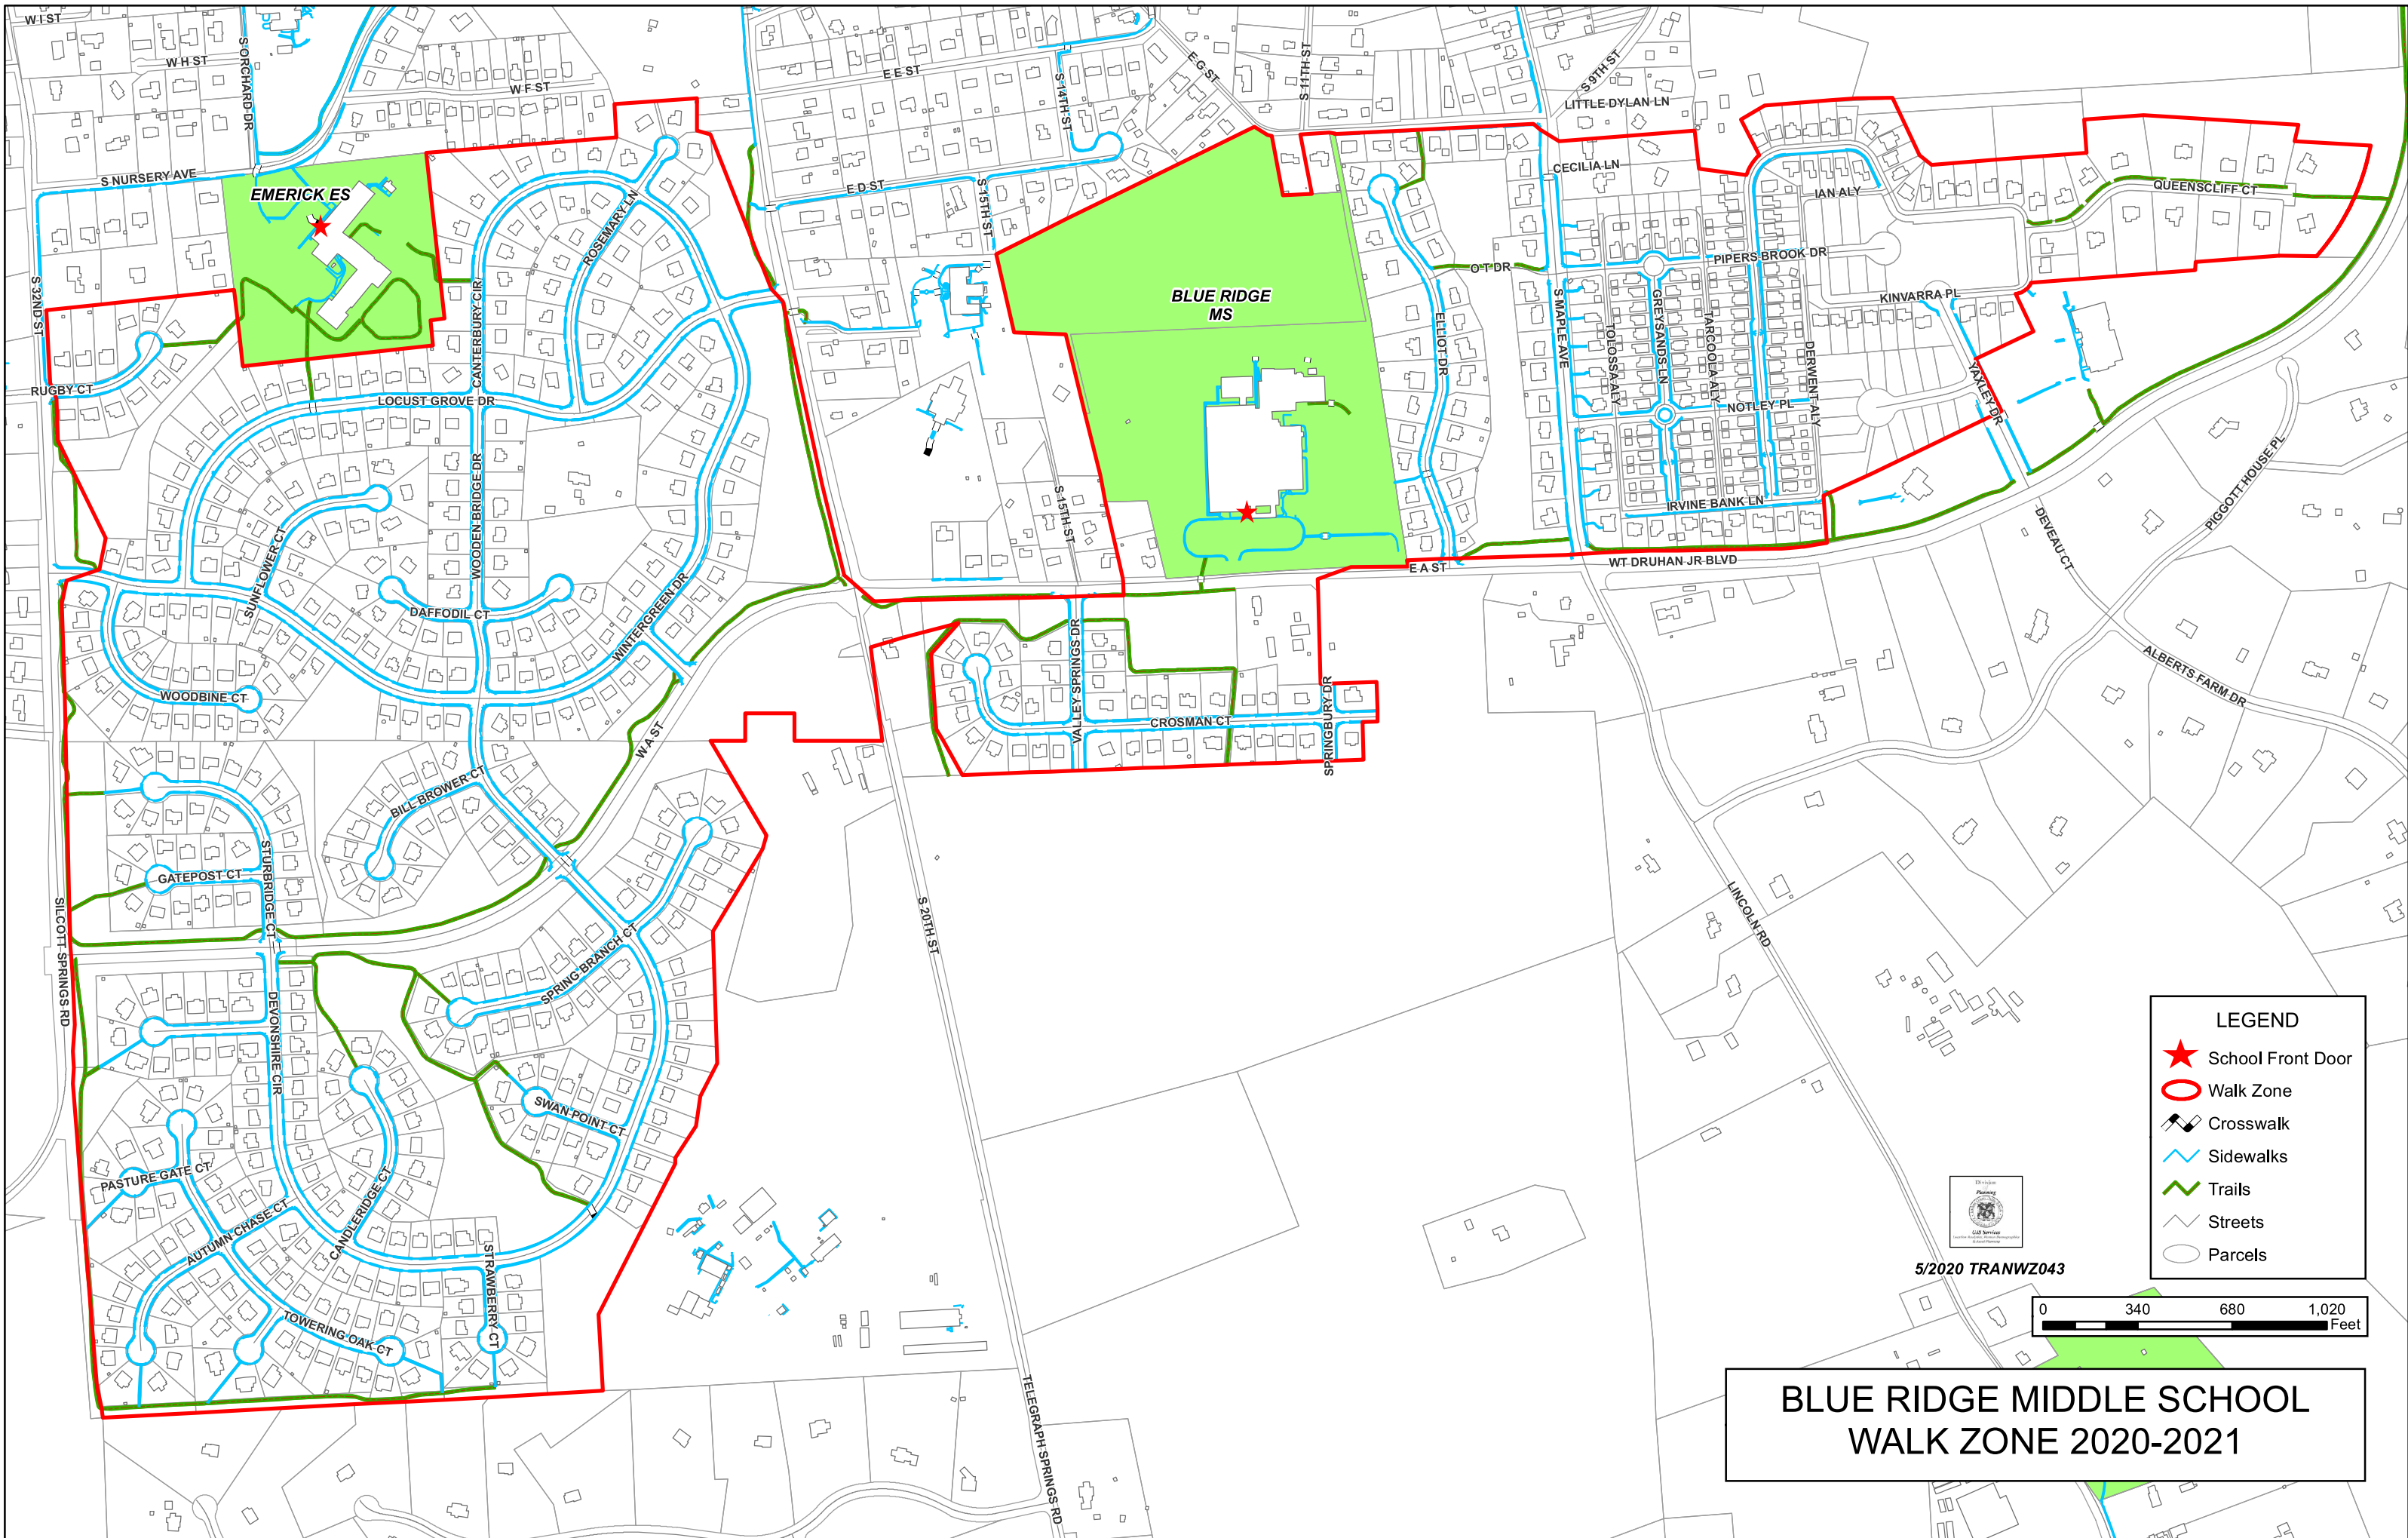 W I ST
W H ST
S ORCHARD DR
W F ST
E E ST
S 14TH ST
E G ST
S 11TH ST
S 9TH ST
LITTLE DYLAN LN
S NURSERY AVE
EMERICK ES
S 32ND ST
ROSEMARY LN
E D ST
S 15TH ST
CECILIA LN
IAN ALY
QUEENSCLIFF CT
O T DR
PIPERS BROOK DR
KINVARRA PL
BLUE RIDGE
MS
CANTERBURY CIR
ELLIOT DR
S MAPLE AVE
TOLOSSA ALY
GREYSANDS LN
TARCOOLA ALY
DERWENT ALY
YAXLEY DR
RUGBY CT
LOCUST GROVE DR
NOTLEY PL
WOODEN BRIDGE DR
S 15TH ST
IRVINE BANK LN
PIGGOTT HOUSE PL
SUNFLOWER CT
DAFFODIL CT
WINTERGREEN DR
E A ST
WT DRUHAN JR BLVD
DEVEAU CT
WOODBINE CT
VALLEY SPRINGS DR
CROSMAN CT
SPRINGBURY DR
ALBERTS FARM DR
W A ST
BILL BROWER CT
STURBRIDGE CT
GATEPOST CT
SILCOTT SPRINGS RD
S 20TH ST
LINCOLN RD
SPRING BRANCH CT
DEVONSHIRE CIR
SWAN POINT CT
PASTURE GATE CT
AUTUMN CHASE CT
CANDLERIDGE CT
STRAWBERRY CT
TOWERING OAK CT
TELEGRAPH SPRINGS RD
LEGEND
School Front Door
Walk Zone
Crosswalk
Sidewalks
Trails
Streets
Parcels
Division
Planning
GIS Services
5/2020 TRANWZ043
0 340 680 1,020
Feet
BLUE RIDGE MIDDLE SCHOOL
WALK ZONE 2020-2021